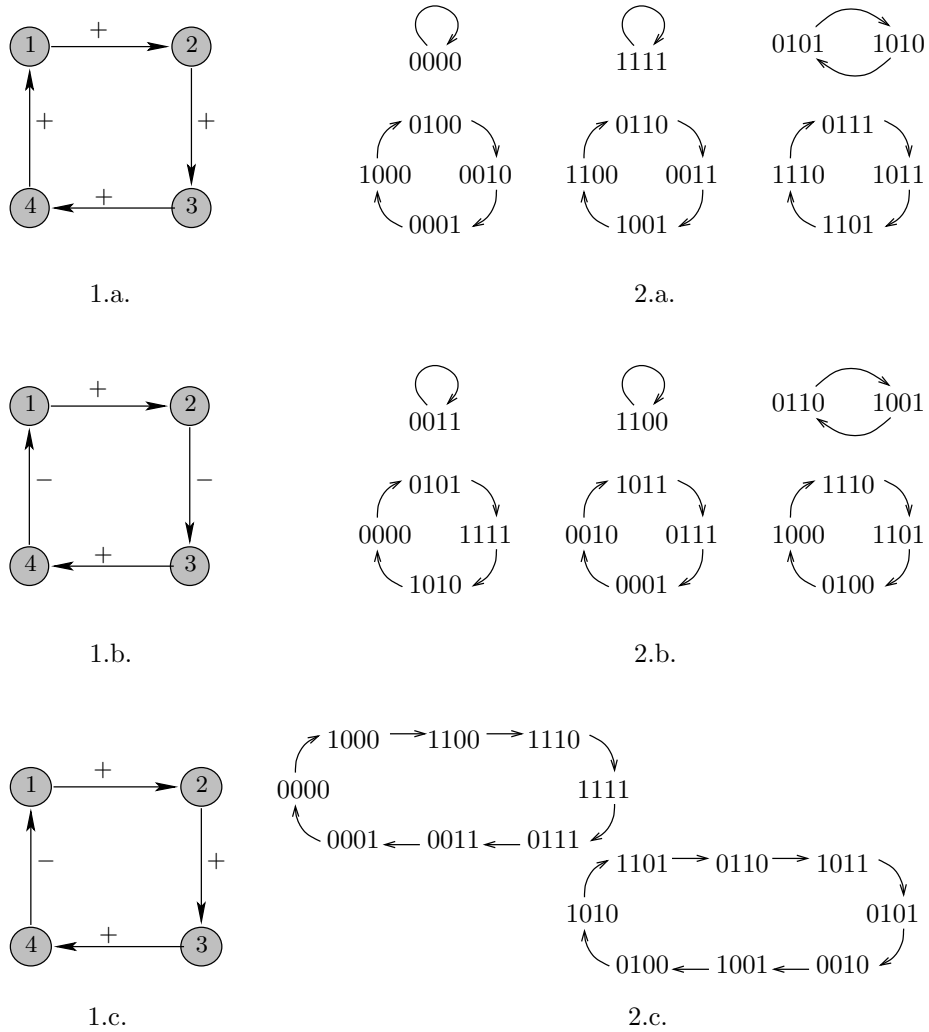 1 + 2 0000 1111 0101 1010
+ + 0100 0110 0111
1000 0010 1100 0011 1110 1011
4 + 3 0001 1001 1101
1.a. 2.a.
1 + 2 0011 1100 0110 1001
− − 0101 1011 1110
0000 1111 0010 0111 1000 1101
4 + 3 1010 0001 0100
1.b. 2.b.
1000 1100 1110
1 + 2 0000 1111
0001 0011 0111
− + 1101 0110 1011
1010 0101
4 + 3 0100 1001 0010
1.c. 2.c.